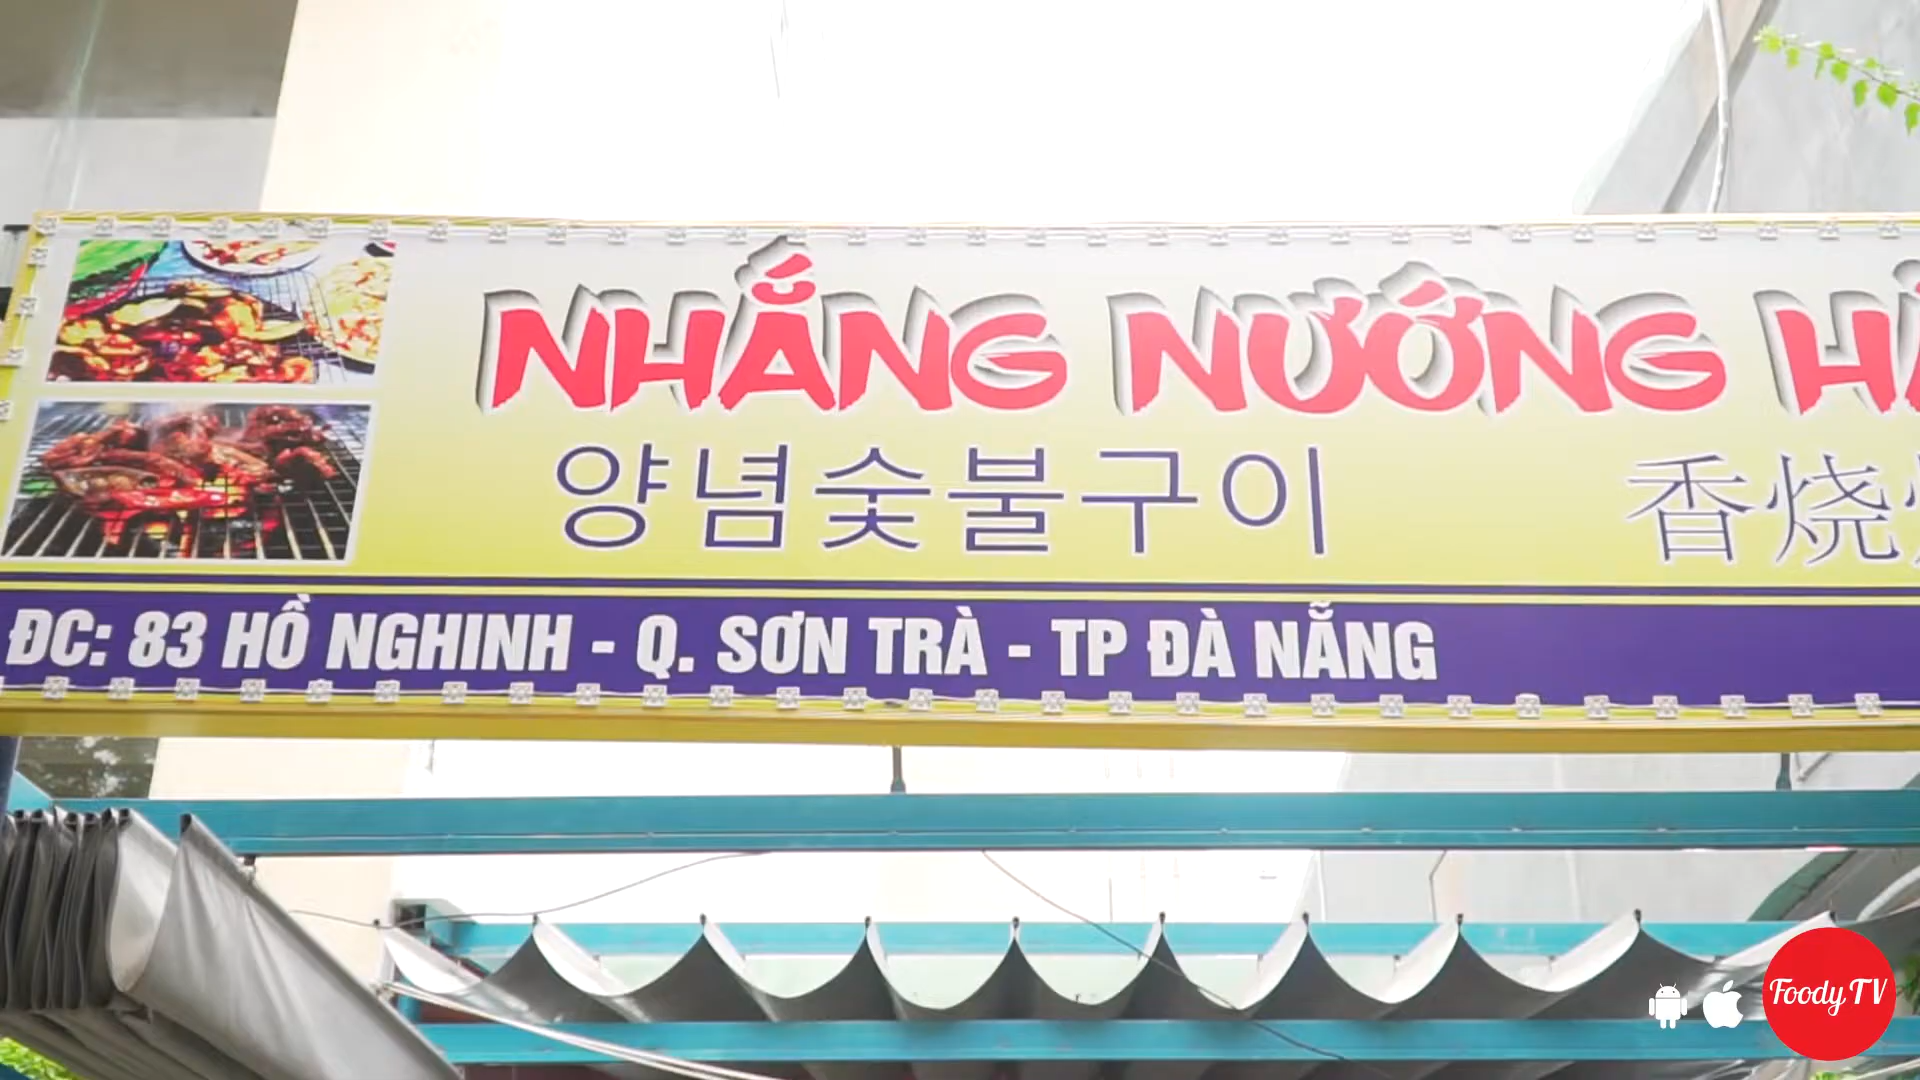 NHẮNG NƯỚNG
양념숯불구이
香烧
ĐC: 83 HỒ NGHINH - Q. SƠN TRÀ - TP ĐÀ NẴNG
Foody TV